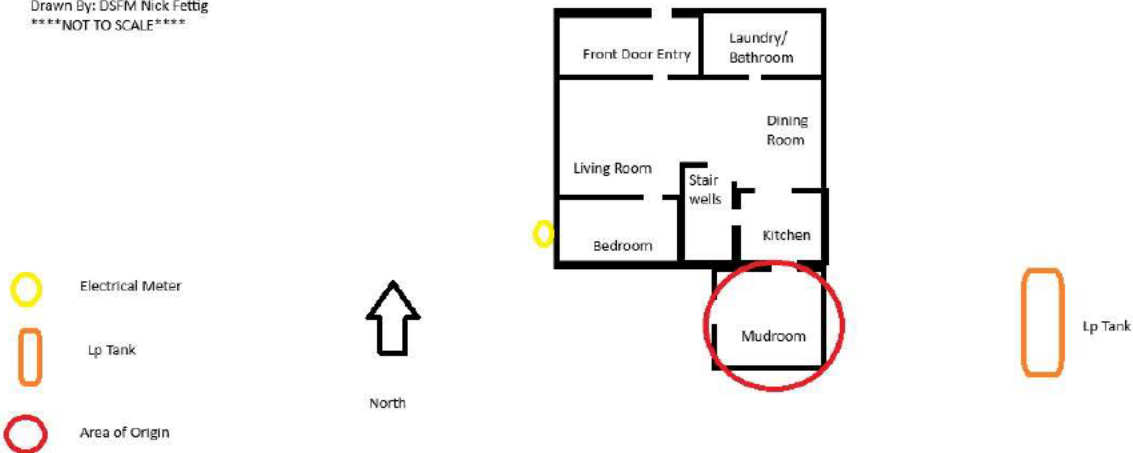 Drawn By: DSFM Nick Fettig
****NOT TO SCALE****
Front Door Entry
Laundry/
Bathroom
Dining
Room
Living Room
Stair
wells
Bedroom
Kitchen
Mudroom
Electrical Meter
Lp Tank
Area of Origin
North
Lp Tank